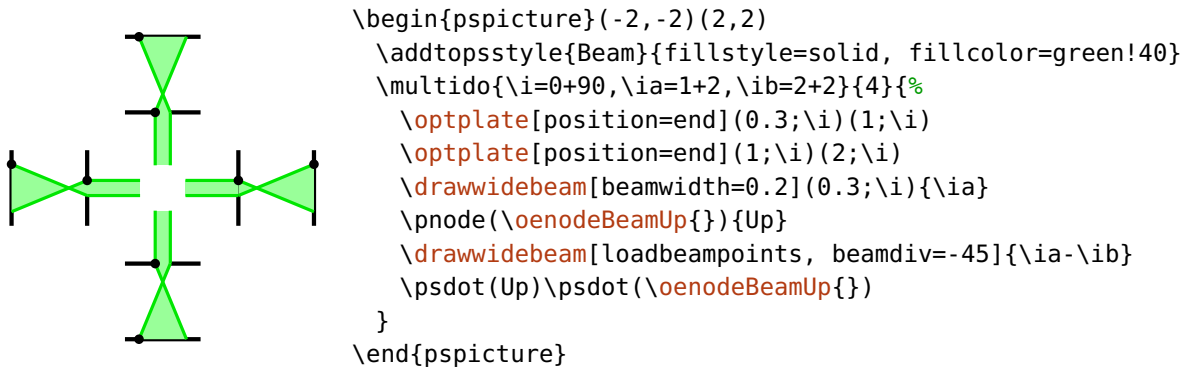 \begin{pspicture}(-2,-2)(2,2)
  \addtopsstyle{Beam}{fillstyle=solid, fillcolor=green!40}
  \multido{\i=0+90,\ia=1+2,\ib=2+2}{4}{%
    \optplate[position=end](0.3;\i)(1;\i)
    \optplate[position=end](1;\i)(2;\i)
    \drawwidebeam[beamwidth=0.2](0.3;\i){\ia}
    \pnode(\oenodeBeamUp{}){Up}
    \drawwidebeam[loadbeampoints, beamdiv=-45]{\ia-\ib}
    \psdot(Up)\psdot(\oenodeBeamUp{})
  }
\end{pspicture}